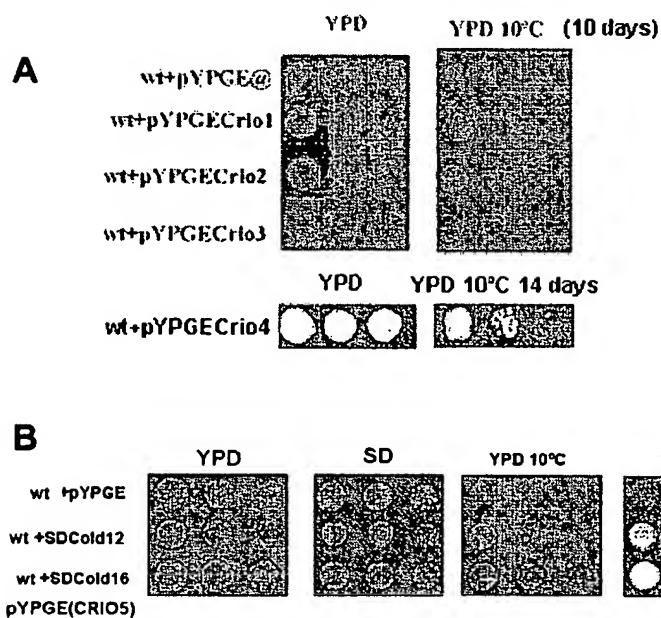 YPD YPD 10°C (10 days)
A
wt+pYPGE@
wt+pYPGECrio1
wt+pYPGECrio2
wt+pYPGECrio3
YPD YPD 10°C 14 days
wt+pYPGECrio4
B
YPD SD YPD 10°C
wt +pYPGE
wt +SDCold12
wt +SDCold16
pYPGE(CRIO5)